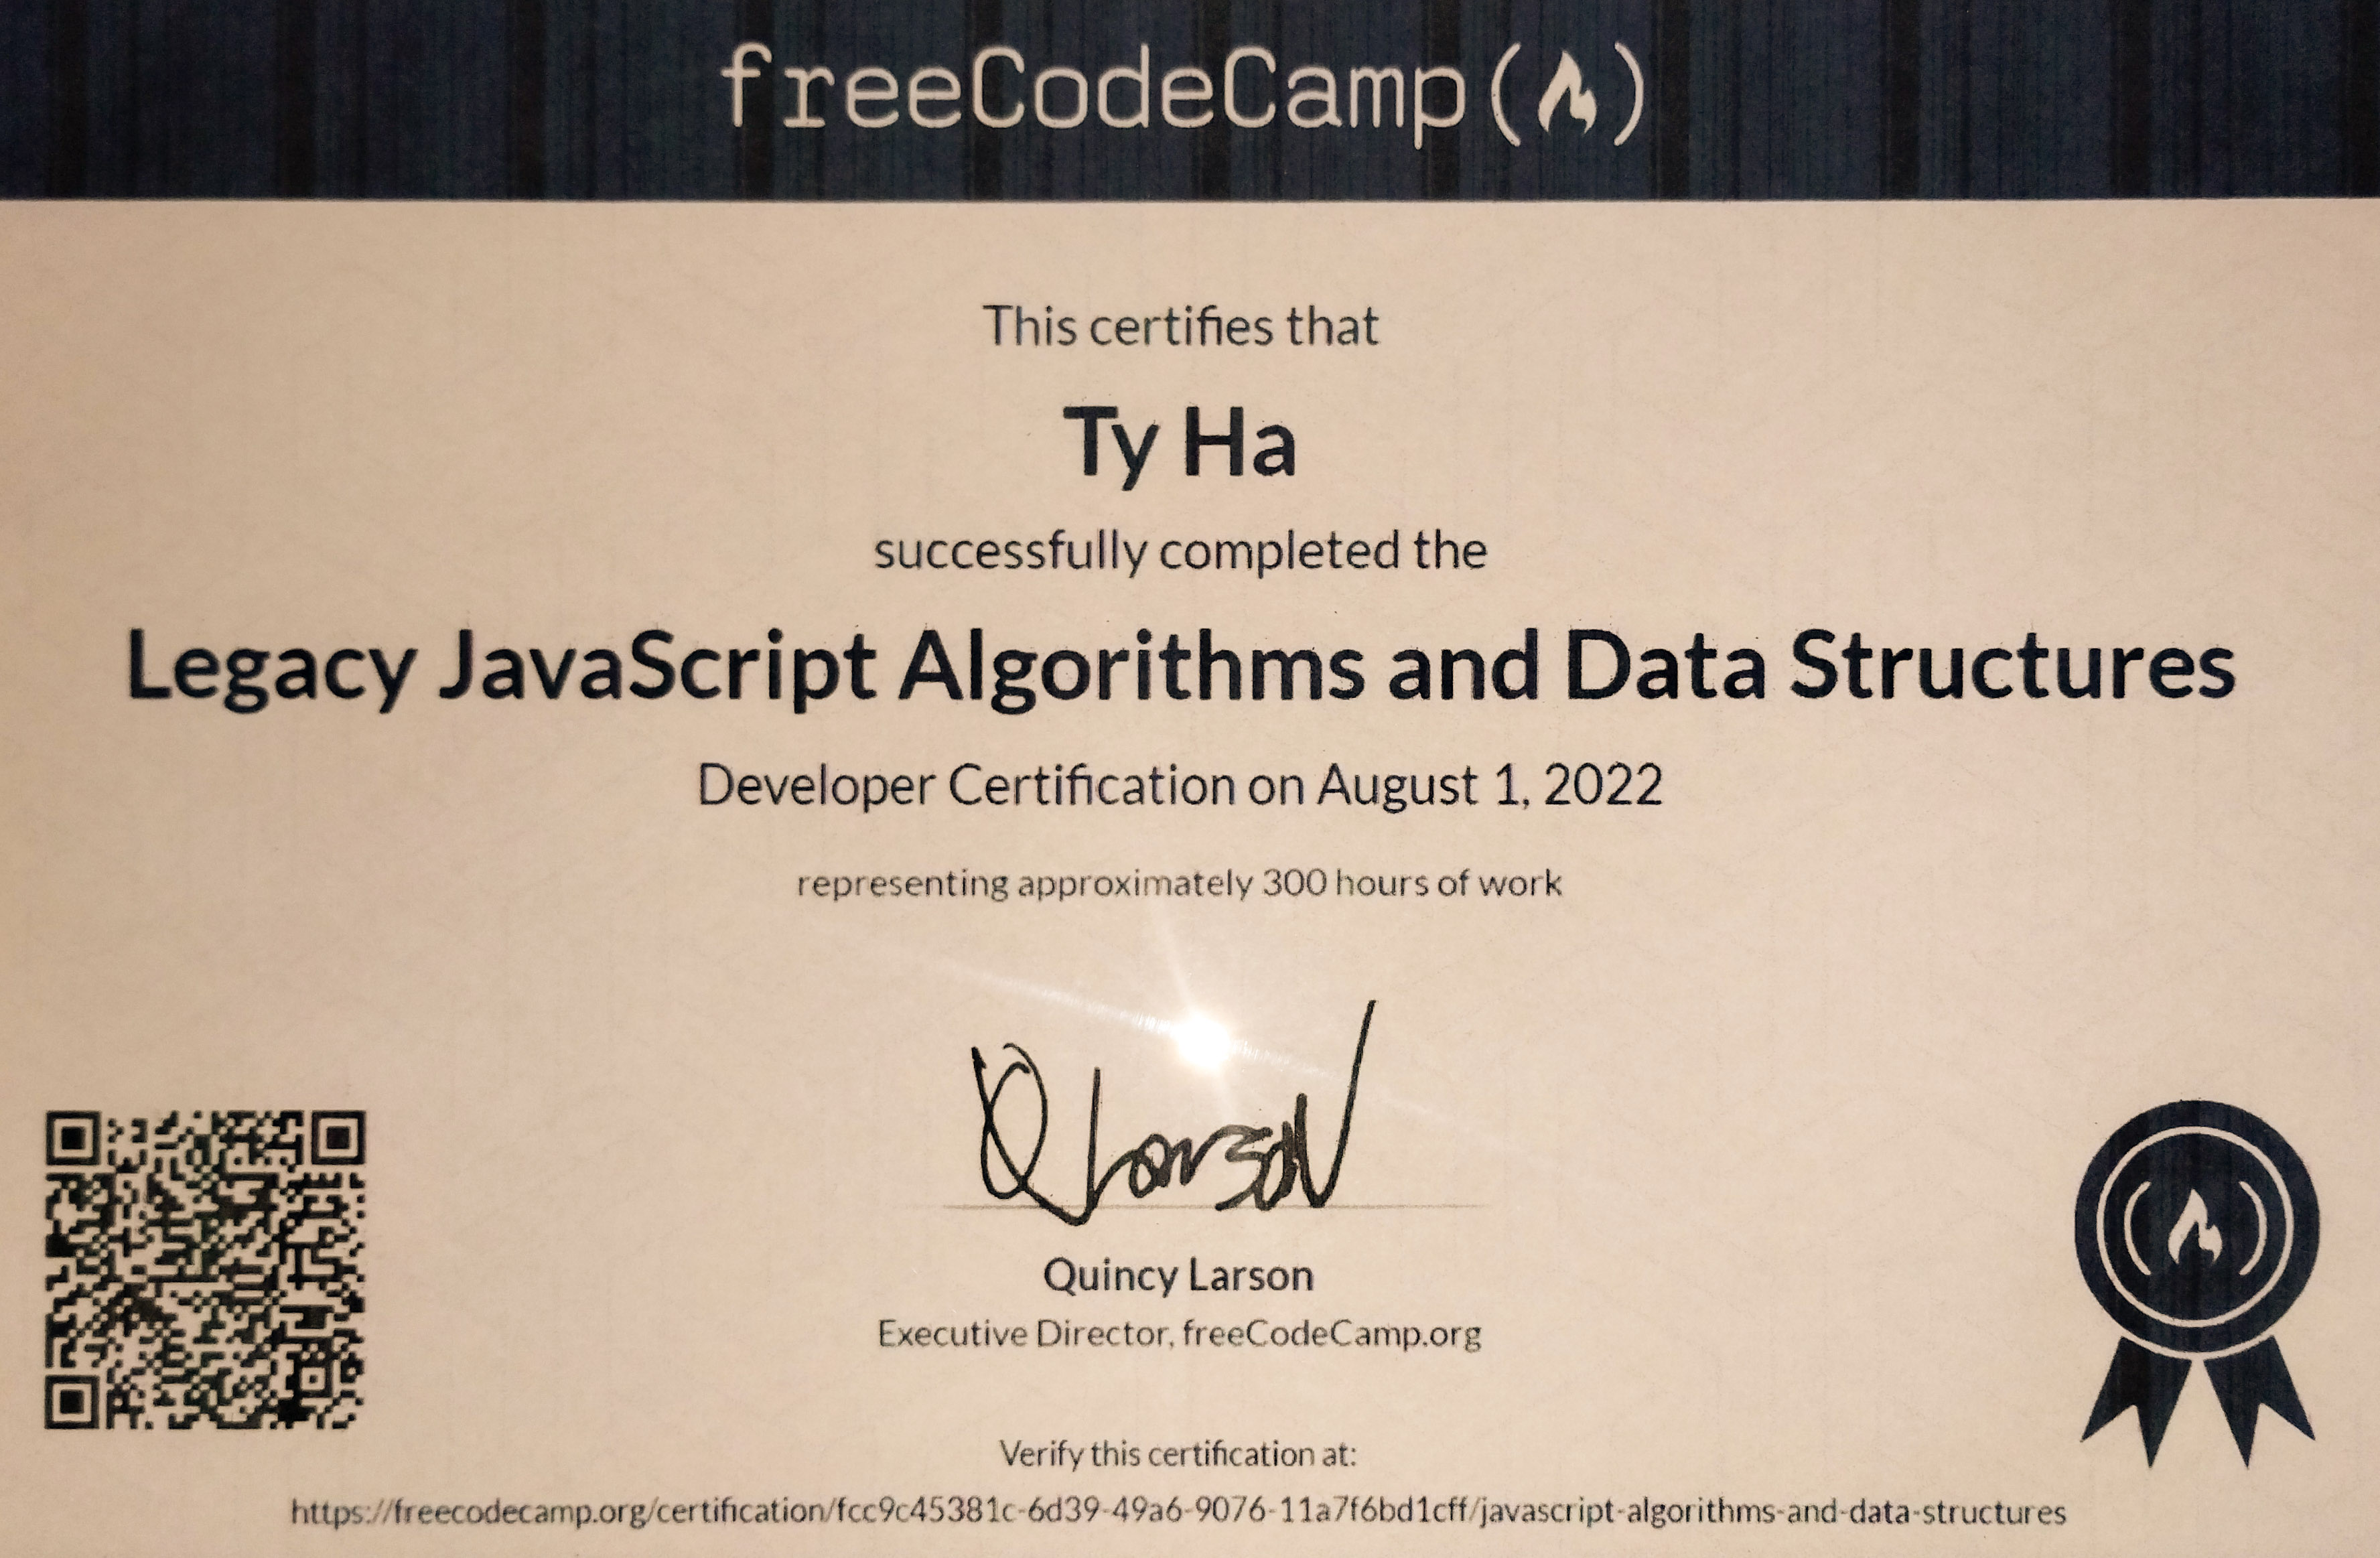 freeCodeCamp
This certifies that
Ty Ha
successfully completed the
Legacy JavaScript Algorithms and Data Structures
Developer Certification on August 1, 2022
representing approximately 300 hours of work
Q Larson
Quincy Larson
Executive Director, freeCodeCamp.org
Verify this certification at:
https://freecodecamp.org/certification/fcc9c45381c-6d39-49a6-9076-11a7f6bd1cff/javascript-algorithms-and-data-structures